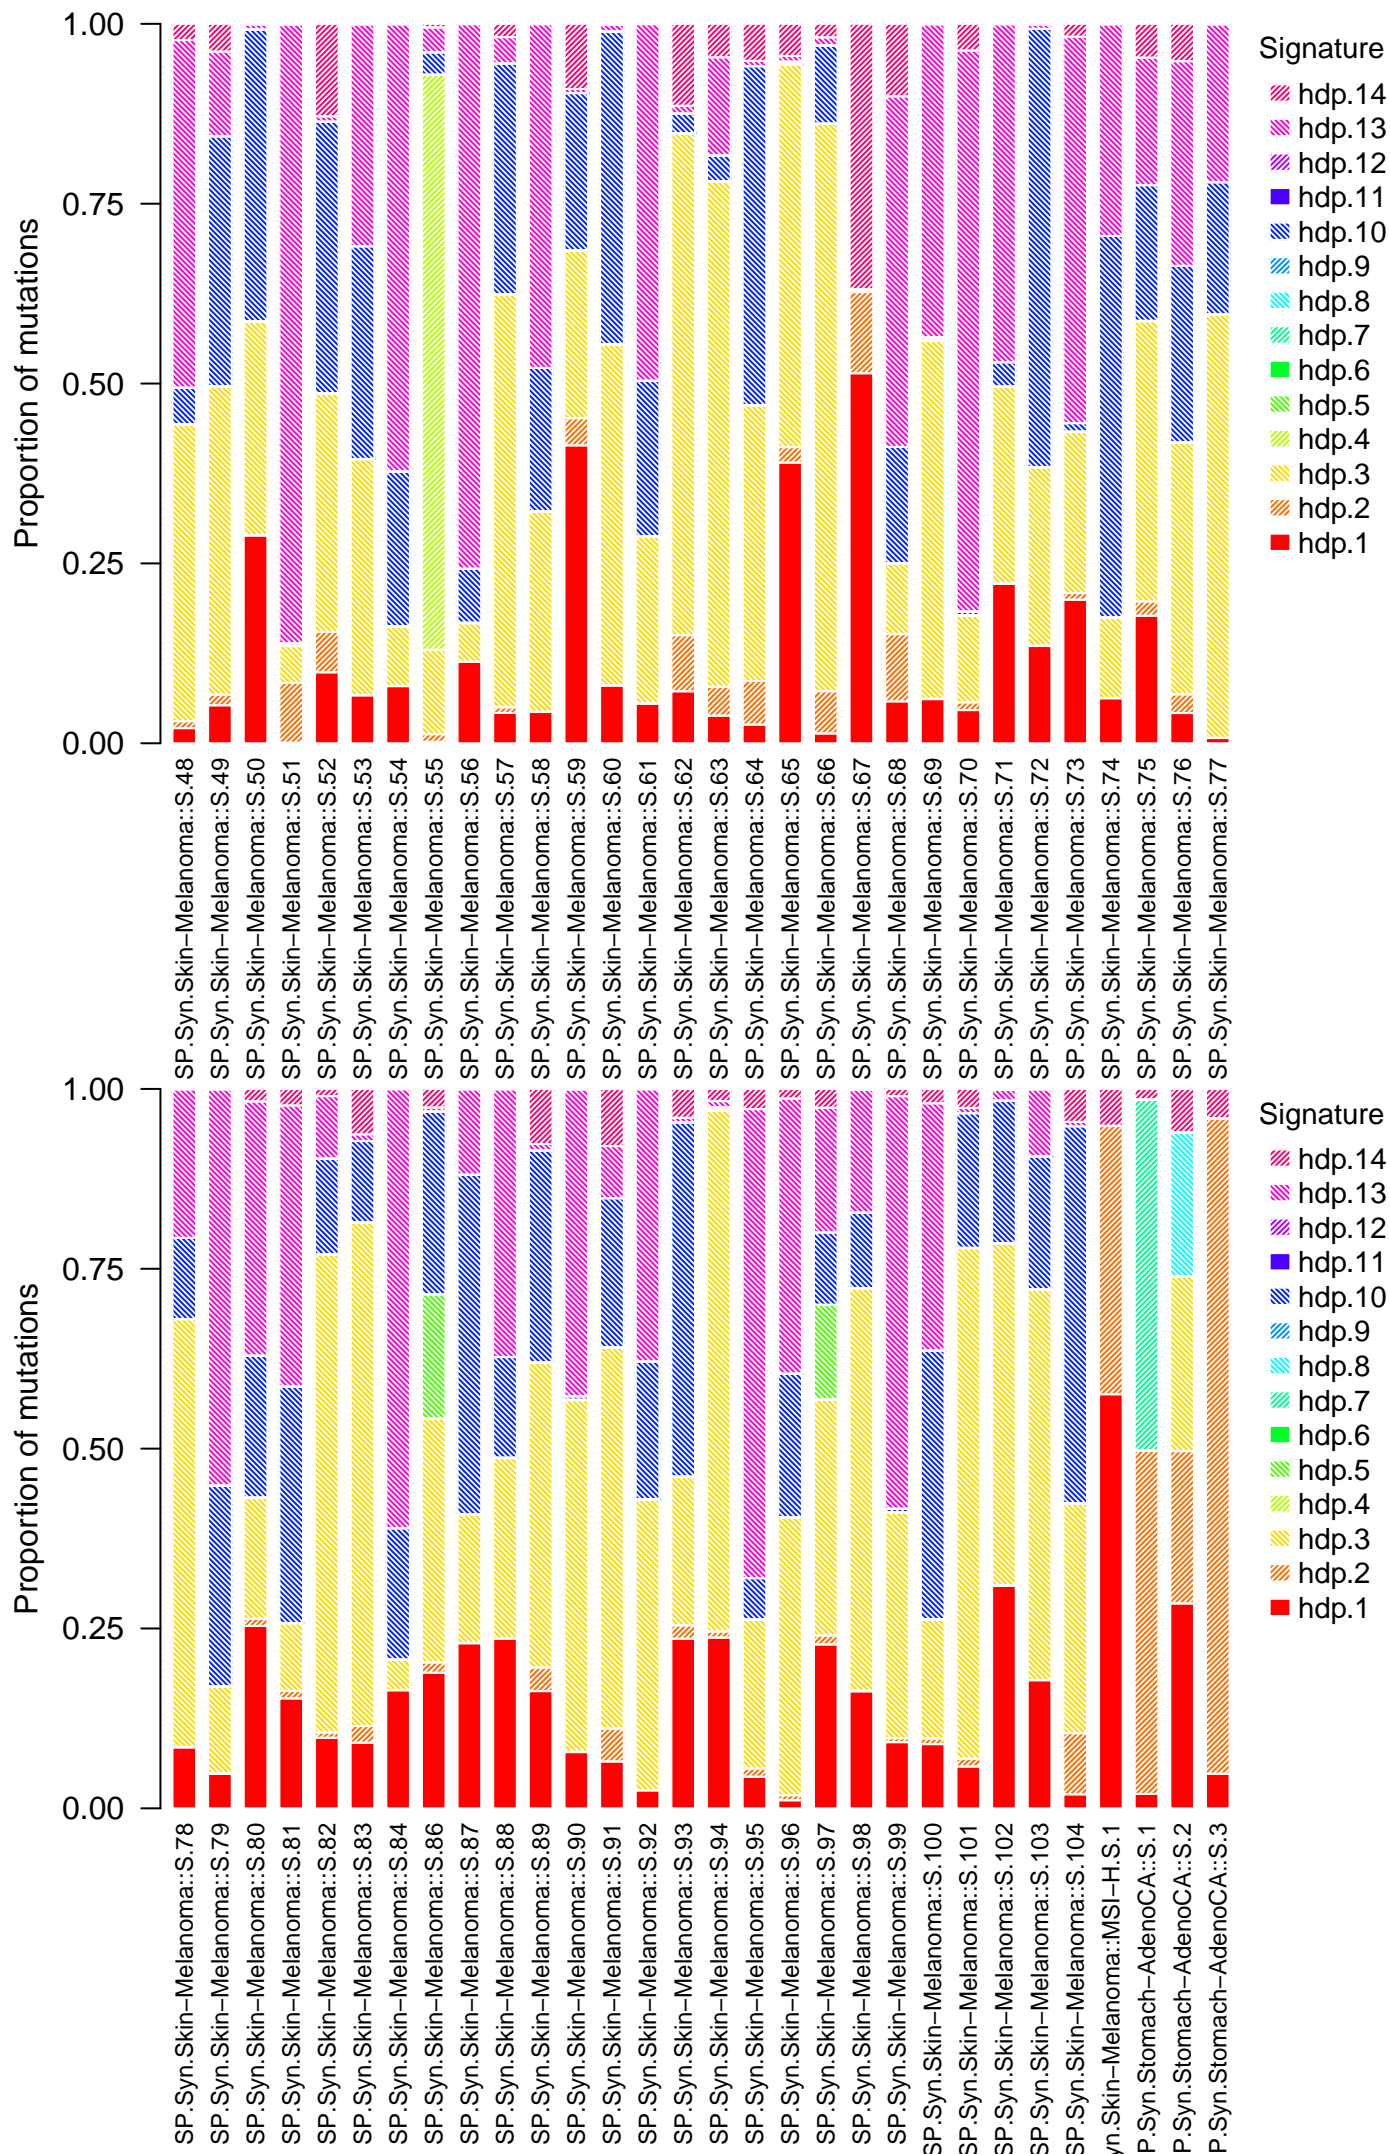 Proportion of mutations
1.00
0.75
0.50
0.25
0.00
Signature
hdp.14
hdp.13
hdp.12
hdp.11
hdp.10
hdp.9
hdp.8
hdp.7
hdp.6
hdp.5
hdp.4
hdp.3
hdp.2
hdp.1
SP.Syn.Skin−Melanoma::S.48
SP.Syn.Skin−Melanoma::S.49
SP.Syn.Skin−Melanoma::S.50
SP.Syn.Skin−Melanoma::S.51
SP.Syn.Skin−Melanoma::S.52
SP.Syn.Skin−Melanoma::S.53
SP.Syn.Skin−Melanoma::S.54
SP.Syn.Skin−Melanoma::S.55
SP.Syn.Skin−Melanoma::S.56
SP.Syn.Skin−Melanoma::S.57
SP.Syn.Skin−Melanoma::S.58
SP.Syn.Skin−Melanoma::S.59
SP.Syn.Skin−Melanoma::S.60
SP.Syn.Skin−Melanoma::S.61
SP.Syn.Skin−Melanoma::S.62
SP.Syn.Skin−Melanoma::S.63
SP.Syn.Skin−Melanoma::S.64
SP.Syn.Skin−Melanoma::S.65
SP.Syn.Skin−Melanoma::S.66
SP.Syn.Skin−Melanoma::S.67
SP.Syn.Skin−Melanoma::S.68
SP.Syn.Skin−Melanoma::S.69
SP.Syn.Skin−Melanoma::S.70
SP.Syn.Skin−Melanoma::S.71
SP.Syn.Skin−Melanoma::S.72
SP.Syn.Skin−Melanoma::S.73
SP.Syn.Skin−Melanoma::S.74
SP.Syn.Skin−Melanoma::S.75
SP.Syn.Skin−Melanoma::S.76
SP.Syn.Skin−Melanoma::S.77
Proportion of mutations
1.00
0.75
0.50
0.25
0.00
Signature
hdp.14
hdp.13
hdp.12
hdp.11
hdp.10
hdp.9
hdp.8
hdp.7
hdp.6
hdp.5
hdp.4
hdp.3
hdp.2
hdp.1
SP.Syn.Skin−Melanoma::S.78
SP.Syn.Skin−Melanoma::S.79
SP.Syn.Skin−Melanoma::S.80
SP.Syn.Skin−Melanoma::S.81
SP.Syn.Skin−Melanoma::S.82
SP.Syn.Skin−Melanoma::S.83
SP.Syn.Skin−Melanoma::S.84
SP.Syn.Skin−Melanoma::S.86
SP.Syn.Skin−Melanoma::S.87
SP.Syn.Skin−Melanoma::S.88
SP.Syn.Skin−Melanoma::S.89
SP.Syn.Skin−Melanoma::S.90
SP.Syn.Skin−Melanoma::S.91
SP.Syn.Skin−Melanoma::S.92
SP.Syn.Skin−Melanoma::S.93
SP.Syn.Skin−Melanoma::S.94
SP.Syn.Skin−Melanoma::S.95
SP.Syn.Skin−Melanoma::S.96
SP.Syn.Skin−Melanoma::S.97
SP.Syn.Skin−Melanoma::S.98
SP.Syn.Skin−Melanoma::S.99
SP.Syn.Skin−Melanoma::S.100
SP.Syn.Skin−Melanoma::S.101
SP.Syn.Skin−Melanoma::S.102
SP.Syn.Skin−Melanoma::S.103
SP.Syn.Skin−Melanoma::S.104
yn.Skin−Melanoma::MSI−H.S.1
P.Syn.Stomach−AdenoCA::S.1
P.Syn.Stomach−AdenoCA::S.2
P.Syn.Stomach−AdenoCA::S.3